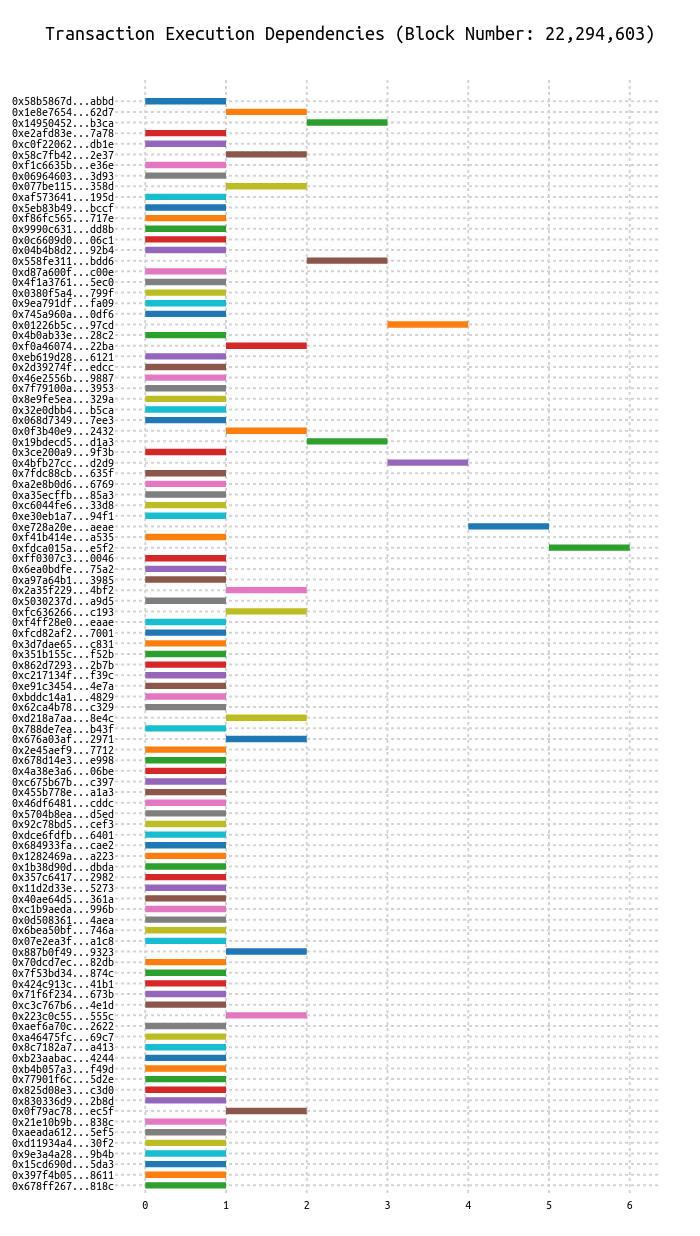 Transaction Execution Dependencies (Block Number: 22,294,603)
0x58b5867d...abbd
0x1e8e7654...62d7
0x14950452...b3ca
0xe2afd83e...7a78
0xc0f22062...db1e
0x58c7fb42...2e37
0xf1c6635b...e36e
0x06964603...3d93
0x077be115...358d
0xaf573641...195d
0x5eb83b49...bccf
0xf86fc565...717e
0x9990c631...dd8b
0x0c6609d0...06c1
0x04b4b8d2...92b4
0x558fe311...bdd6
0xd87a600f...c00e
0x4f1a3761...5ec0
0x0380f5a4...799f
0x9ea791df...fa09
0x745a960a...0df6
0x01226b5c...97cd
0x4b0ab33e...28c2
0xf0a46074...22ba
0xeb619d28...6121
0x2d39274f...edcc
0x46e2556b...9887
0x7f79100a...3953
0x8e9fe5ea...329a
0x32e0dbb4...b5ca
0x068d7349...7ee3
0x0f3b40e9...2432
0x19bdecd5...d1a3
0x3ce200a9...9f3b
0x4bfb27cc...d2d9
0x7fdc88cb...635f
0xa2e8b0d6...6769
0xa35ecffb...85a3
0xc6044fe6...33d8
0xe30eb1a7...94f1
0xe728a20e...aeae
0xf41b414e...a535
0xfdca015a...e5f2
0xff0307c3...0046
0x6ea0bdfe...75a2
0xa97a64b1...3985
0x2a35f229...4bf2
0x5030237d...a9d5
0xfc636266...c193
0xf4ff28e0...eaae
0xfcd82af2...7001
0x3d7dae65...c831
0x351b155c...f52b
0x862d7293...2b7b
0xc217134f...f39c
0xe91c3454...4e7a
0xbddc14a1...4829
0x62ca4b78...c329
0xd218a7aa...8e4c
0x788de7ea...b43f
0x676a03af...2971
0x2e45aef9...7712
0x678d14e3...e998
0x4a38e3a6...06be
0xc675b67b...c397
0x455b778e...a1a3
0x46df6481...cddc
0x5704b8ea...d5ed
0x92c78bd5...cef3
0xdce6fdfb...6401
0x684933fa...cae2
0x1282469a...a223
0x1b38d90d...dbda
0x357c6417...2982
0x11d2d33e...5273
0x40ae64d5...361a
0xc1b9aeda...996b
0x0d508361...4aea
0x6bea50bf...746a
0x07e2ea3f...a1c8
0x887b0f49...9323
0x70dcd7ec...82db
0x7f53bd34...874c
0x424c913c...41b1
0x71f6f234...673b
0xc3c767b6...4e1d
0x223c0c55...555c
0xaef6a70c...2622
0xa46475fc...69c7
0x8c7182a7...a413
0xb23aabac...4244
0xb4b057a3...f49d
0x77901f6c...5d2e
0x825d08e3...c3d0
0x830336d9...2b8d
0x0f79ac78...ec5f
0x21e10b9b...838c
0xaeada612...5ef5
0xd11934a4...30f2
0x9e3a4a28...9b4b
0x15cd690d...5da3
0x397f4b05...8611
0x678ff267...818c
0 1 2 3 4 5 6